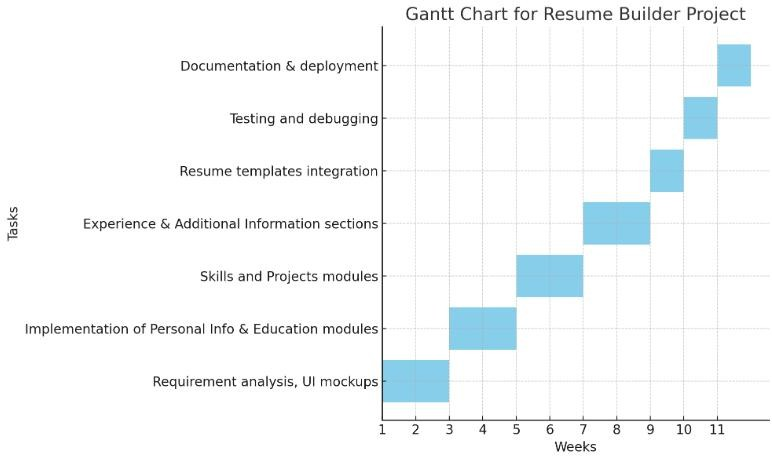 Gantt Chart for Resume Builder Project
Tasks
Documentation & deployment
Testing and debugging
Resume templates integration
Experience & Additional Information sections
Skills and Projects modules
Implementation of Personal Info & Education modules
Requirement analysis, UI mockups
1 2 3 4 5 6 7 8 9 10 11
Weeks